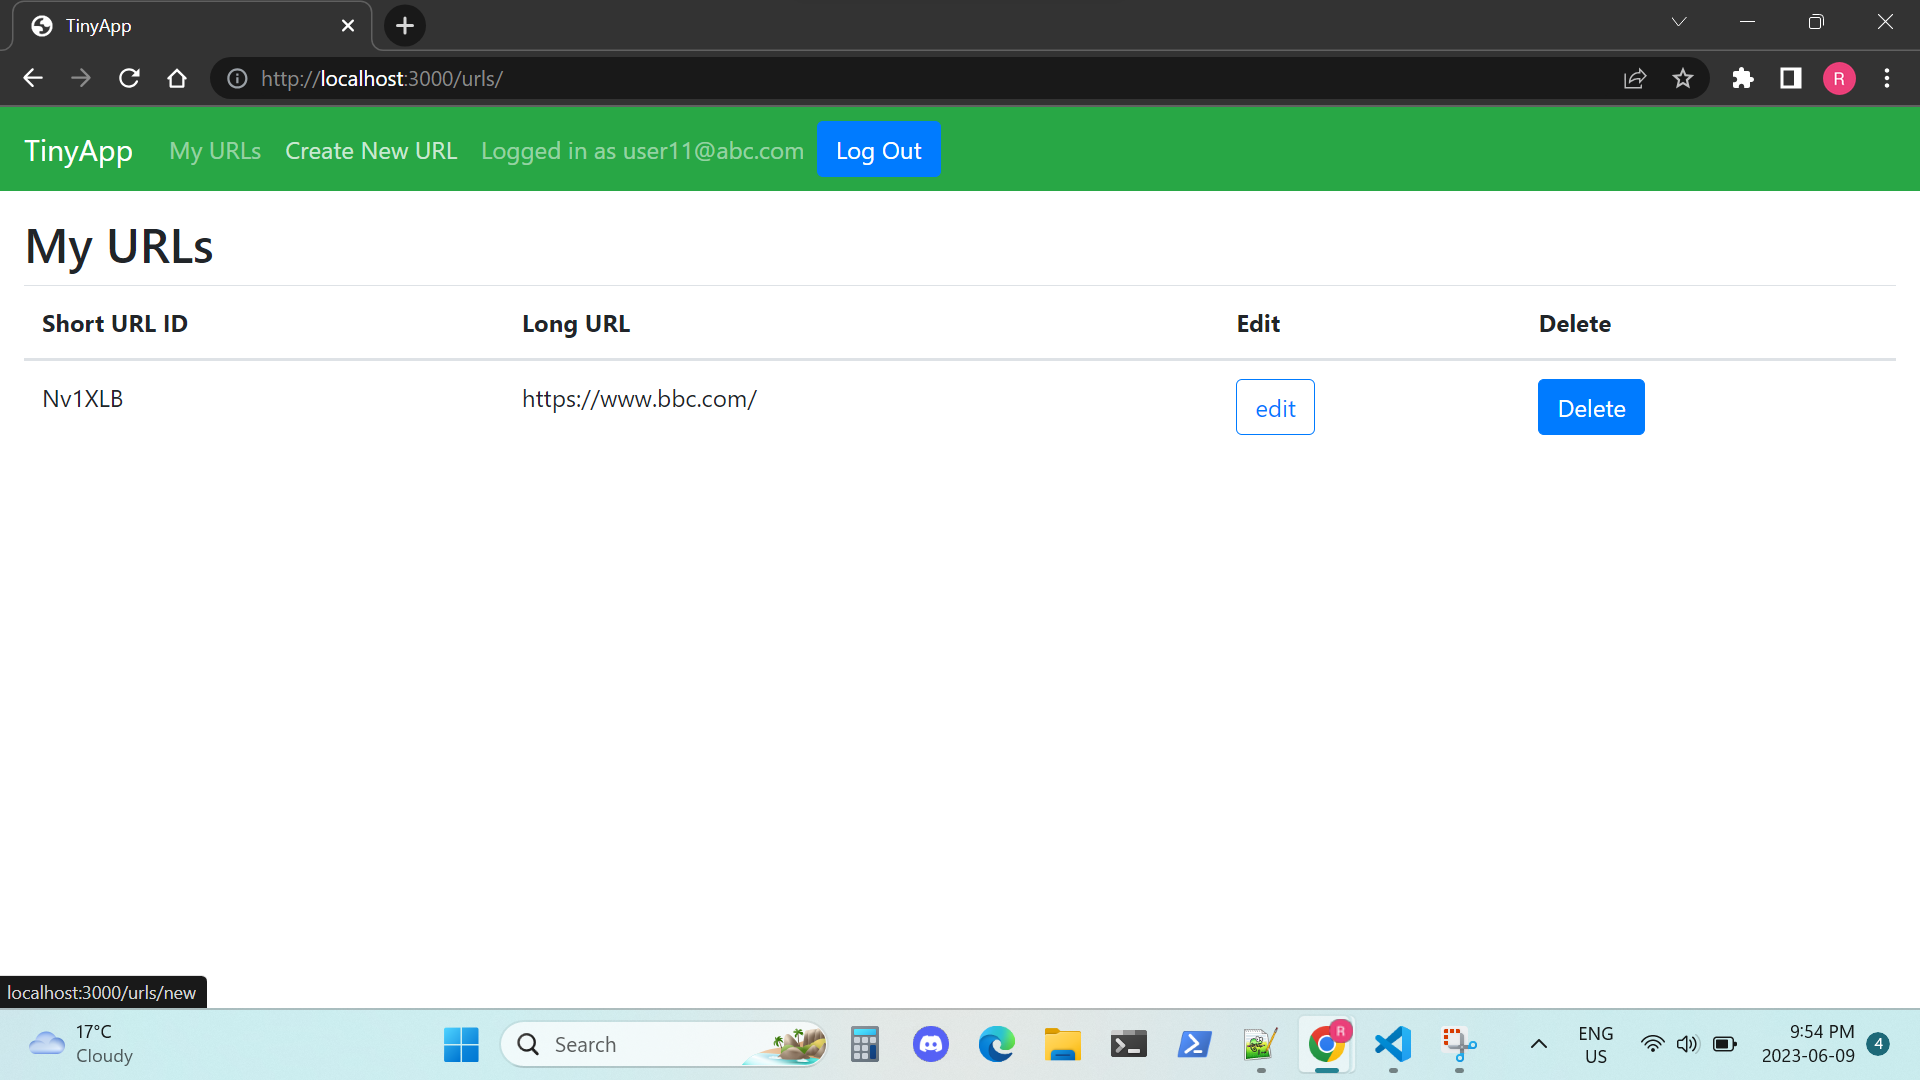 TinyApp
http://localhost:3000/urls/
R
TinyApp My URLs Create New URL Logged in as user11@abc.com Log Out
My URLs
Short URL ID Long URL Edit Delete
Nv1XLB https://www.bbc.com/ edit Delete
localhost:3000/urls/new
17°C
Cloudy
Search
R
ENG
US
9:54 PM
2023-06-09
4